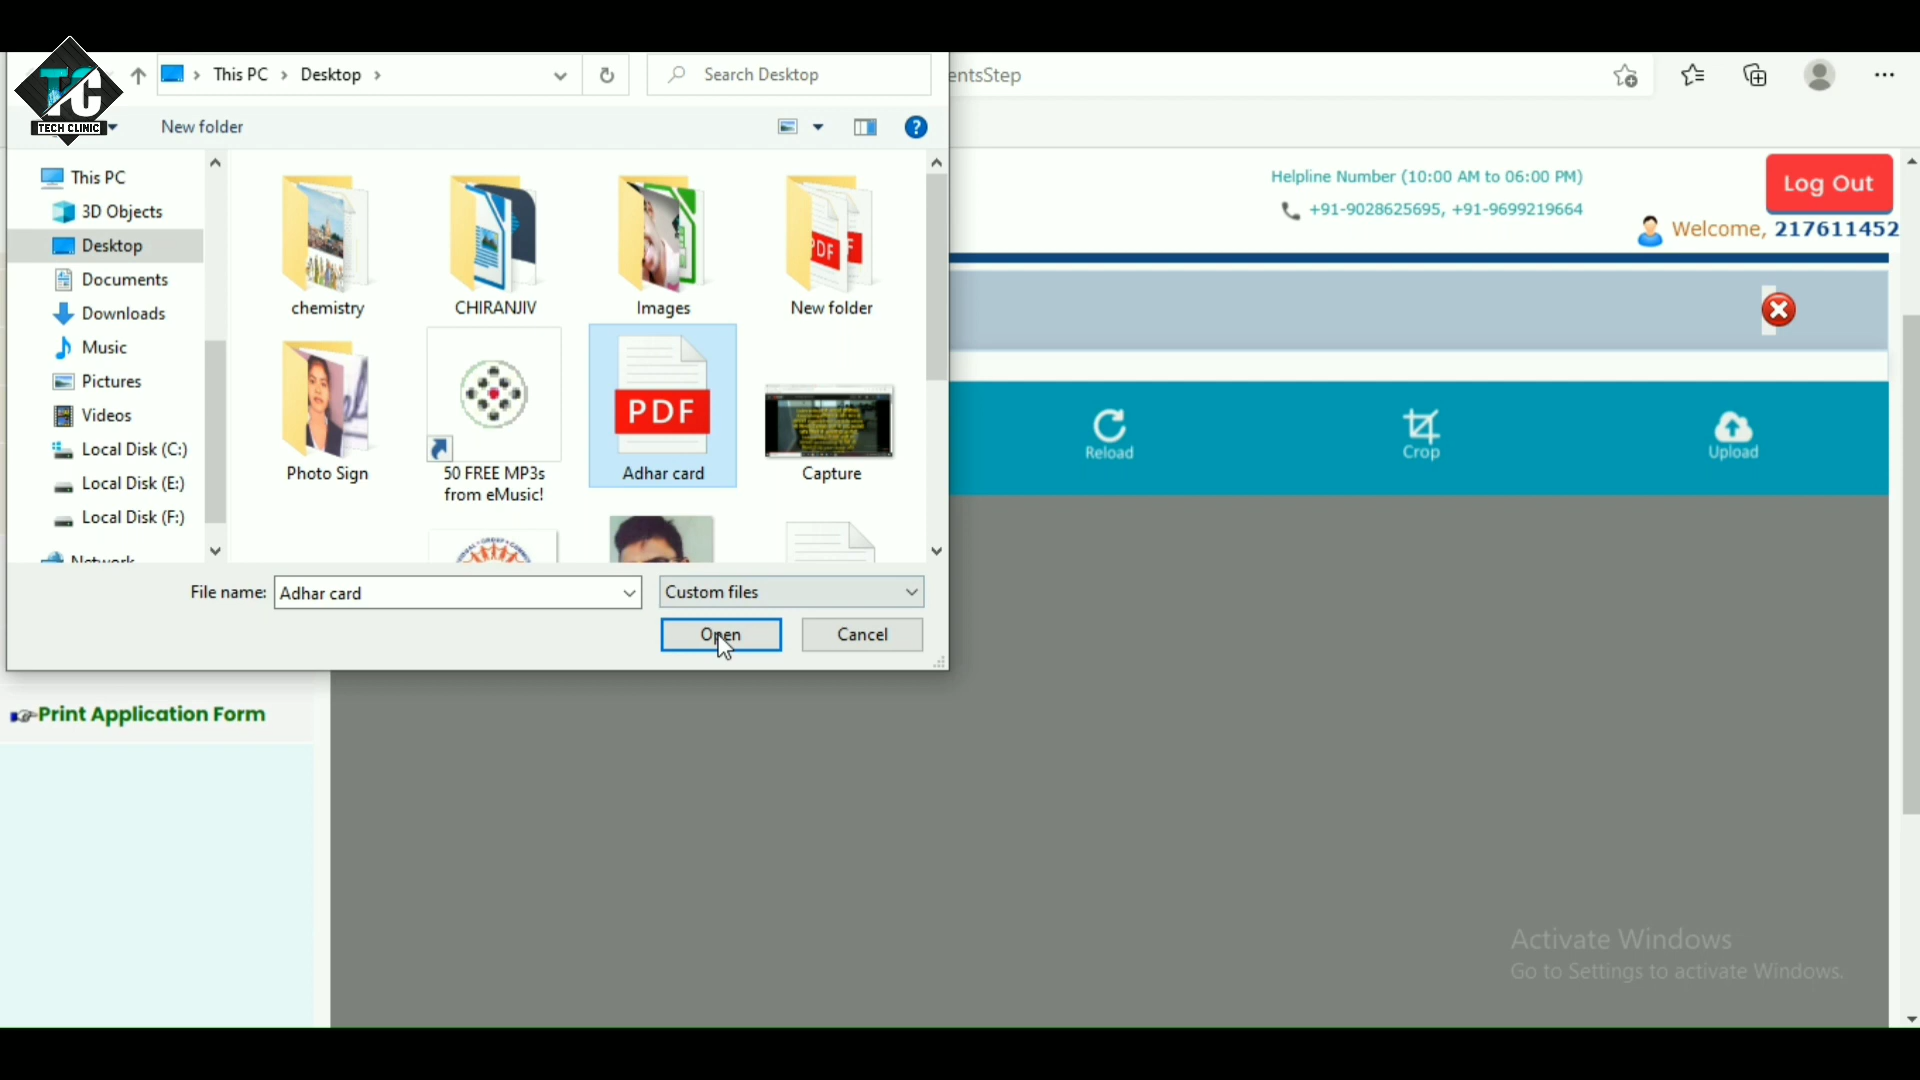 TC
TECH CLINIC
This PC
Desktop
Search Desktop
entsStep
New folder
This PC
3D Objects
Desktop
Documents
Downloads
Music
Pictures
Videos
Local Disk (C:)
Local Disk (E:)
Local Disk (F:)
Network
chemistry
CHIRANJIV
Images
New folder
Photo Sign
50 FREE MP3s
from eMusic!
PDF
Adhar card
Capture
File name:
Adhar card
Custom files
Open
Cancel
Helpline Number (10:00 AM to 06:00 PM)
+91-9028625695, +91-9699219664
Log Out
Welcome, 217611452
Reload
Crop
Upload
Print Application Form
Activate Windows
Go to Settings to activate Windows.